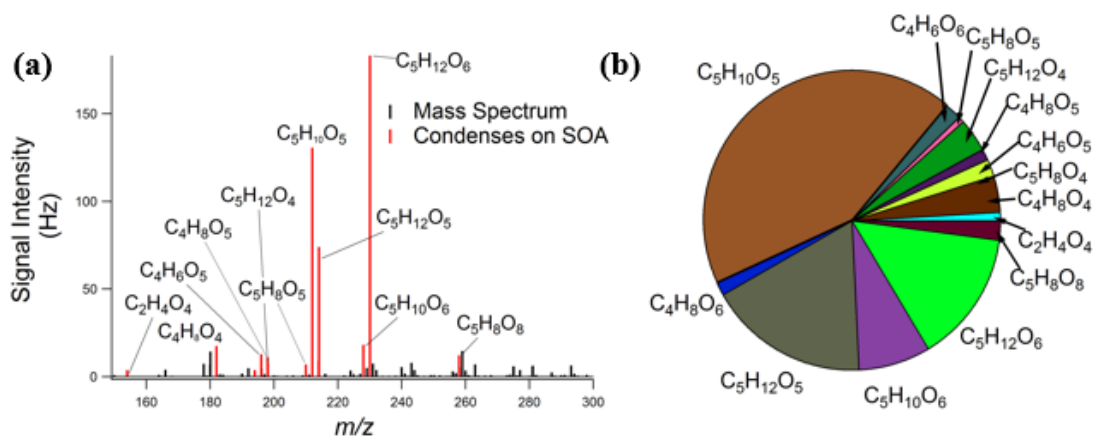 (a)
Signal Intensity
(Hz)
150
100
50
0
160
180
200
220
240
260
280
300
m/z
C₅H₁₂O₆
Mass Spectrum
Condenses on SOA
C₅H₁₀O₅
C₅H₁₂O₄
C₅H₁₂O₅
C₄H₈O₅
C₄H₆O₅
C₅H₈O₅
C₂H₄O₄
C₄H₈O₄
C₅H₁₀O₆
C₅H₈O₈
(b)
C₄H₆O₆
C₅H₈O₅
C₅H₁₀O₅
C₅H₁₂O₄
C₄H₈O₅
C₄H₆O₅
C₅H₈O₄
C₄H₈O₄
C₂H₄O₄
C₅H₈O₈
C₄H₈O₆
C₅H₁₂O₆
C₅H₁₂O₅
C₅H₁₀O₆